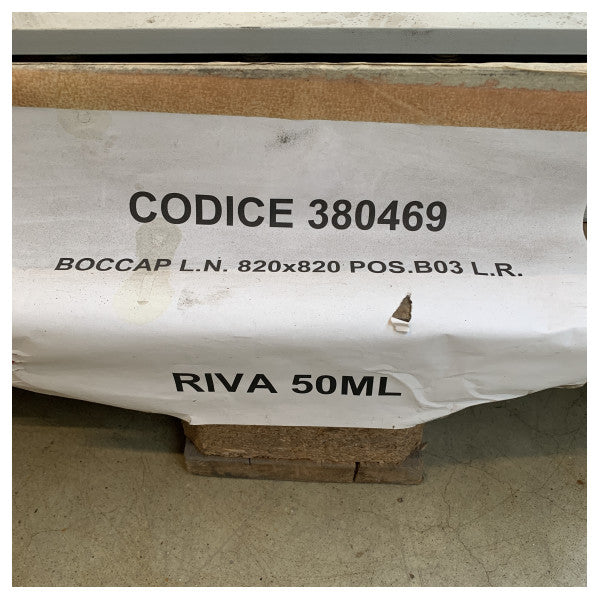 CODICE 380469
BOCCAP L.N. 820x820 POS.B03 L.R.
RIVA 50ML